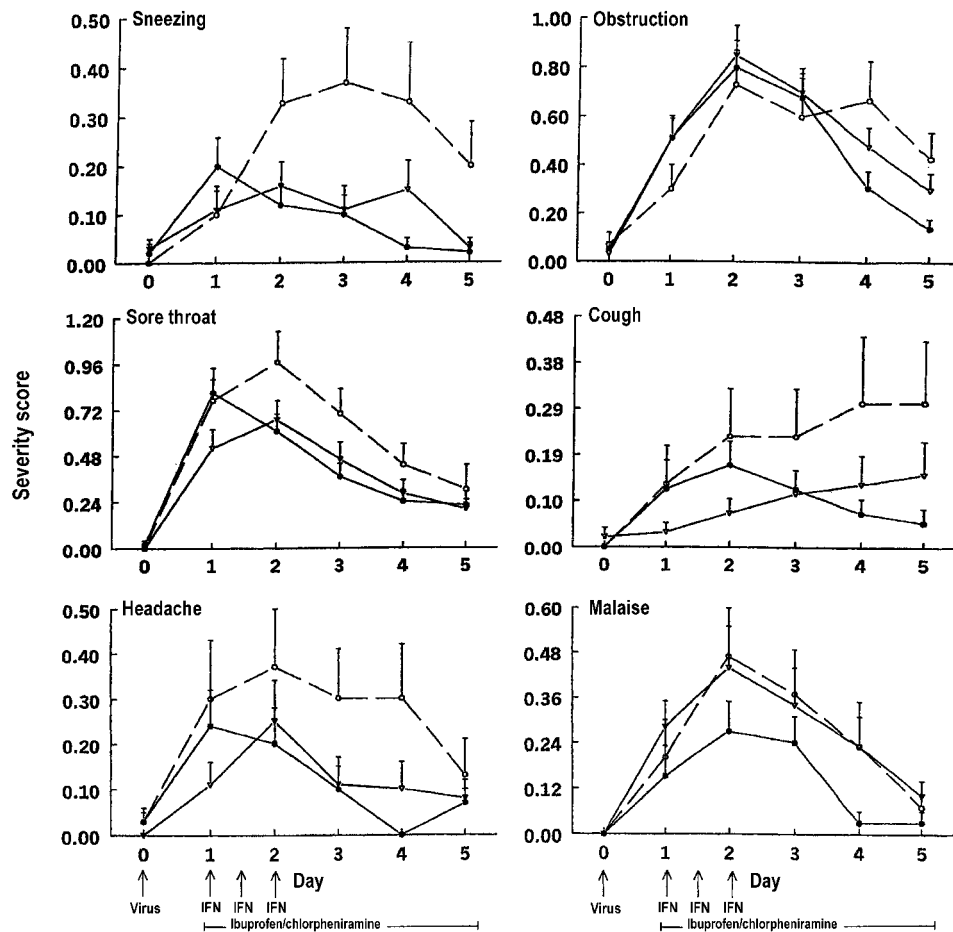 Sneezing
0.50
0.40
0.30
0.20
0.10
0.00
0 1 2 3 4 5
Obstruction
1.00
0.80
0.60
0.40
0.20
0.00
0 1 2 3 4 5
Severity score
Sore throat
1.20
0.96
0.72
0.48
0.24
0.00
0 1 2 3 4 5
Cough
0.48
0.38
0.29
0.19
0.10
0.00
0 1 2 3 4 5
Headache
0.50
0.40
0.30
0.20
0.10
0.00
0 1 2 3 4 5
Day
Virus IFN IFN IFN
Ibuprofen/chlorpheniramine
Malaise
0.60
0.48
0.36
0.24
0.12
0.00
0 1 2 3 4 5
Day
Virus IFN IFN IFN
Ibuprofen/chlorpheniramine